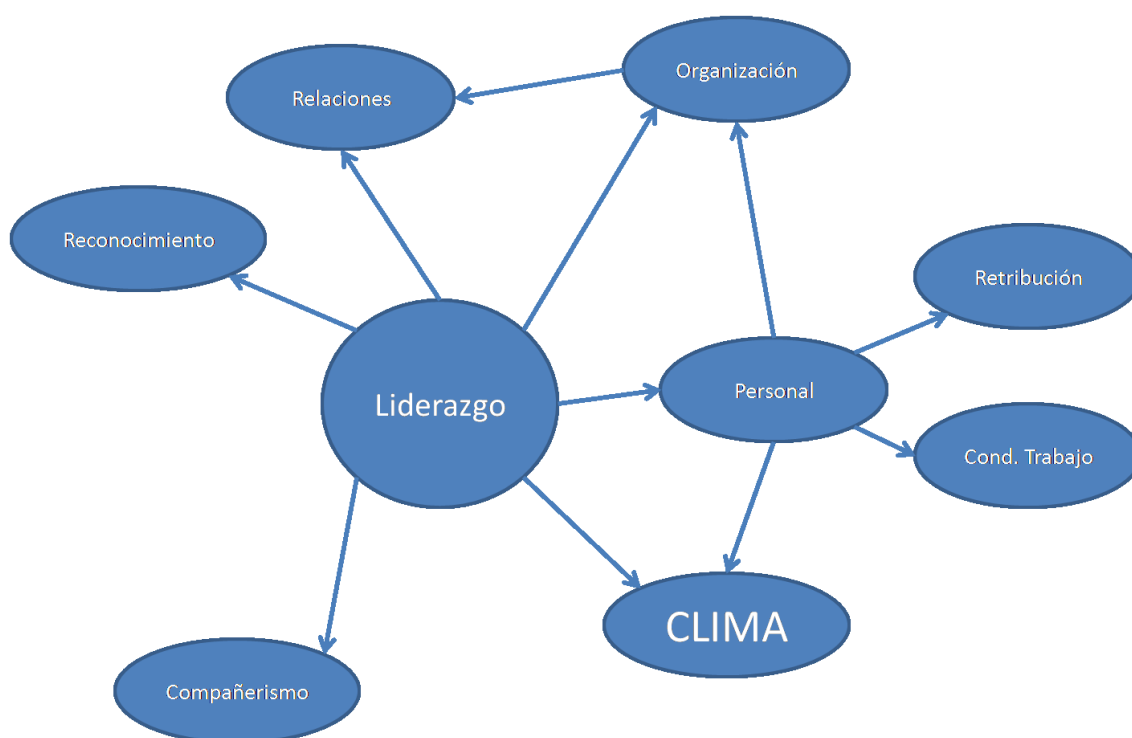 Organización
Relaciones
Reconocimiento
Retribución
Liderazgo
Personal
Cond. Trabajo
CLIMA
Compañerismo